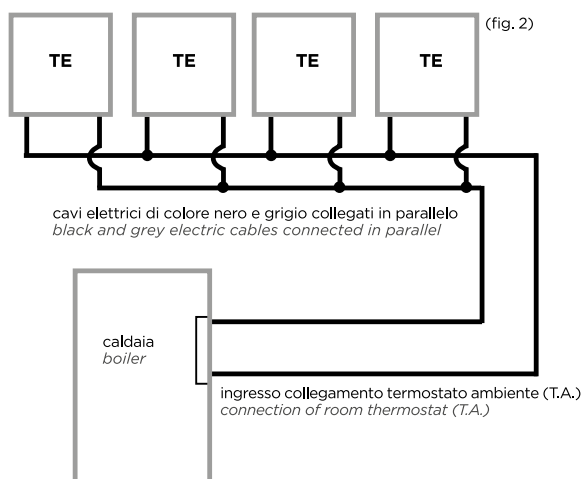 (fig. 2)
TE TE TE TE
cavi elettrici di colore nero e grigio collegati in parallelo
black and grey electric cables connected in parallel
caldaia
boiler
ingresso collegamento termostato ambiente (T.A.)
connection of room thermostat (T.A.)